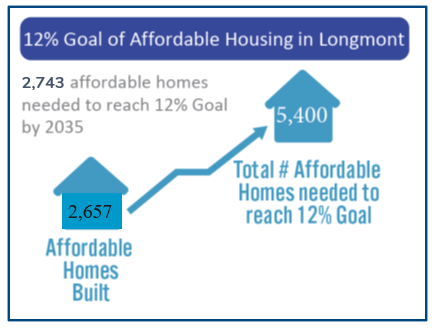 12% Goal of Affordable Housing in Longmont
2,743 affordable homes
needed to reach 12% Goal
by 2035
5,400
Total # Affordable
Homes needed to
reach 12% Goal
2,657
Affordable
Homes
Built